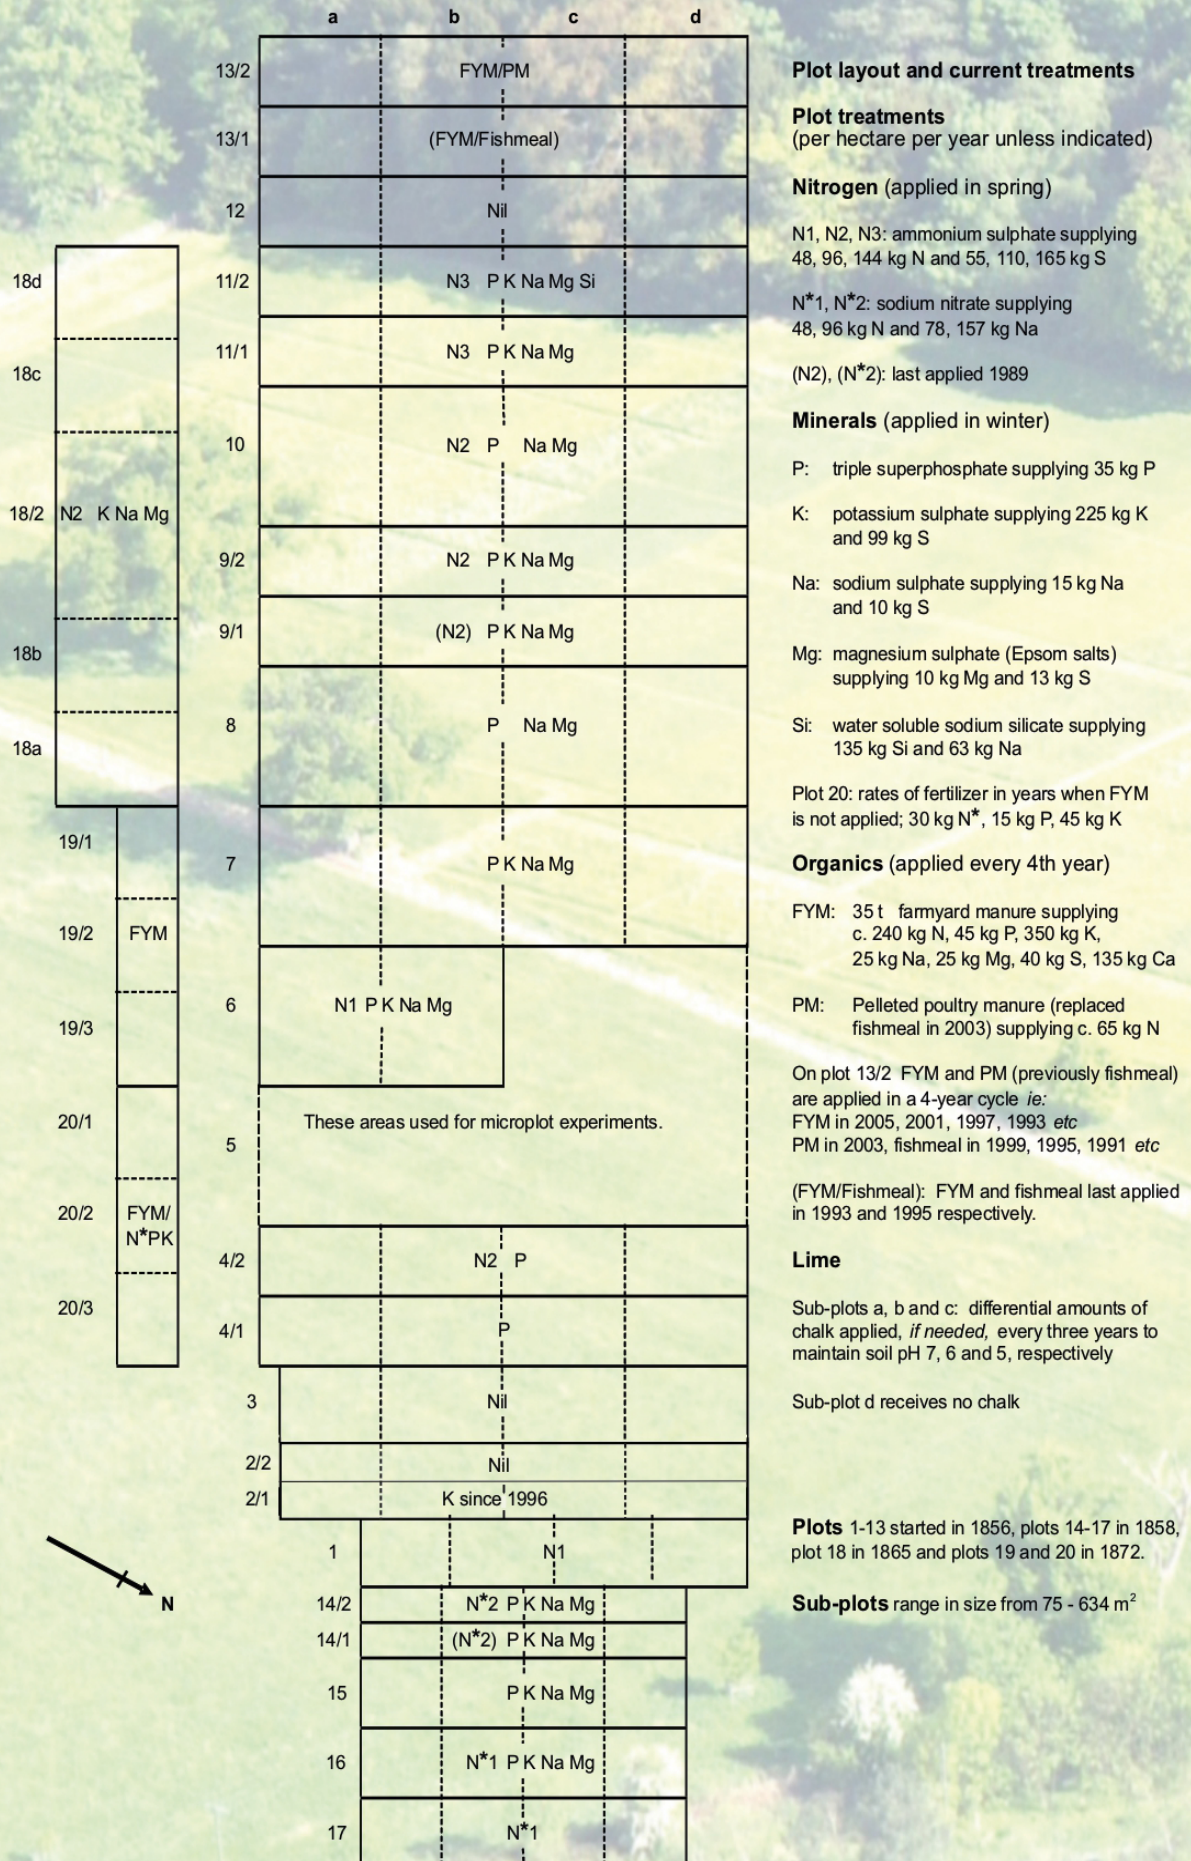 a b c d
13/2 FYM/PM
13/1 (FYM/Fishmeal)
12 Nil
18d
11/2 N3 P K Na Mg Si
11/1 N3 P K Na Mg
18c
10 N2 P Na Mg
18/2 N2 K Na Mg
9/2 N2 P K Na Mg
9/1 (N2) P K Na Mg
18b
8 P Na Mg
18a
19/1
7 P K Na Mg
19/2 FYM
6 N1 P K Na Mg
19/3
20/1
These areas used for microplot experiments.
5
20/2 FYM/
N*PK
4/2 N2 P
20/3
4/1 P
3 Nil
2/2 Nil
2/1 K since 1996
1 N1
N
14/2 N*2 P K Na Mg
14/1 (N*2) P K Na Mg
15 P K Na Mg
16 N*1 P K Na Mg
17 N*1
Plot layout and current treatments
Plot treatments
(per hectare per year unless indicated)
Nitrogen (applied in spring)
N1, N2, N3: ammonium sulphate supplying
48, 96, 144 kg N and 55, 110, 165 kg S
N*1, N*2: sodium nitrate supplying
48, 96 kg N and 78, 157 kg Na
(N2), (N*2): last applied 1989
Minerals (applied in winter)
P: triple superphosphate supplying 35 kg P
K: potassium sulphate supplying 225 kg K
and 99 kg S
Na: sodium sulphate supplying 15 kg Na
and 10 kg S
Mg: magnesium sulphate (Epsom salts)
supplying 10 kg Mg and 13 kg S
Si: water soluble sodium silicate supplying
135 kg Si and 63 kg Na
Plot 20: rates of fertilizer in years when FYM
is not applied; 30 kg N*, 15 kg P, 45 kg K
Organics (applied every 4th year)
FYM: 35 t farmyard manure supplying
c. 240 kg N, 45 kg P, 350 kg K,
25 kg Na, 25 kg Mg, 40 kg S, 135 kg Ca
PM: Pelleted poultry manure (replaced
fishmeal in 2003) supplying c. 65 kg N
On plot 13/2 FYM and PM (previously fishmeal)
are applied in a 4-year cycle ie:
FYM in 2005, 2001, 1997, 1993 etc
PM in 2003, fishmeal in 1999, 1995, 1991 etc
(FYM/Fishmeal): FYM and fishmeal last applied
in 1993 and 1995 respectively.
Lime
Sub-plots a, b and c: differential amounts of
chalk applied, if needed, every three years to
maintain soil pH 7, 6 and 5, respectively
Sub-plot d receives no chalk
Plots 1-13 started in 1856, plots 14-17 in 1858,
plot 18 in 1865 and plots 19 and 20 in 1872.
Sub-plots range in size from 75 - 634 m²